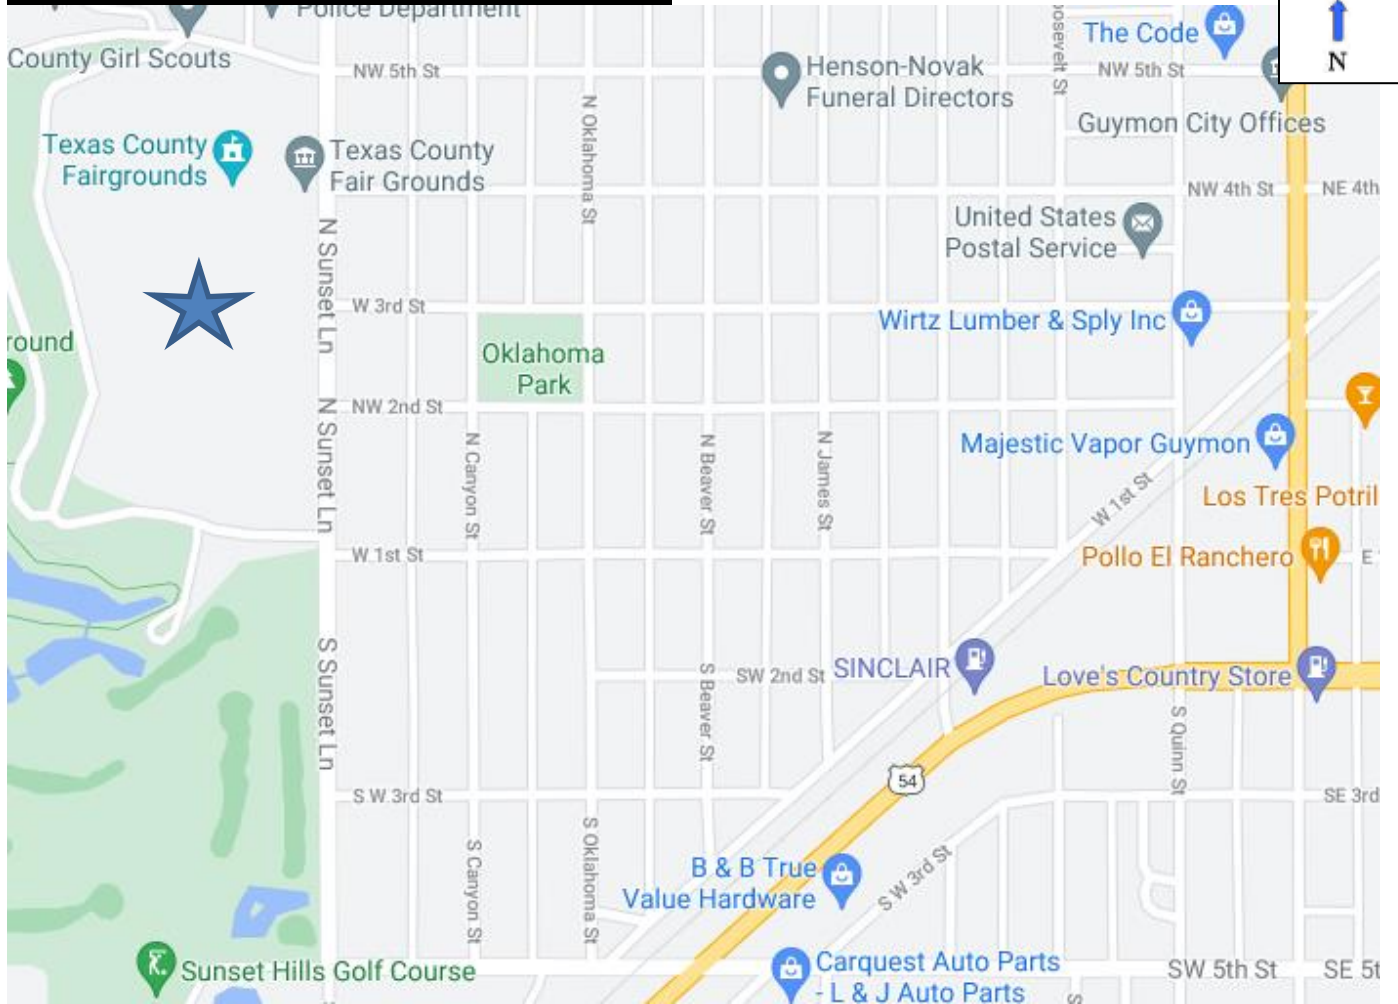 Police Department
N
County Girl Scouts
NW 5th St
Henson-Novak
Funeral Directors
The Code
NW 5th St
Guymon City Offices
N Oklahoma St
Texas County
Fairgrounds
Texas County
Fair Grounds
NW 4th St
NE 4th
United States
Postal Service
N Sunset Ln
W 3rd St
Wirtz Lumber & Sply Inc
Oklahoma
Park
NW 2nd St
N Sunset Ln
N Canyon St
N Beaver St
N James St
Majestic Vapor Guymon
W 1st St
Los Tres Potril
W 1st St
Pollo El Ranchero
E
S Sunset Ln
S Beaver St
SW 2nd St
SINCLAIR
Love's Country Store
S Quinn St
54
S W 3rd St
SE 3rd
S Canyon St
S Oklahoma St
B & B True
Value Hardware
S W 3rd St
Sunset Hills Golf Course
Carquest Auto Parts
- L & J Auto Parts
SW 5th St
SE 5t
S